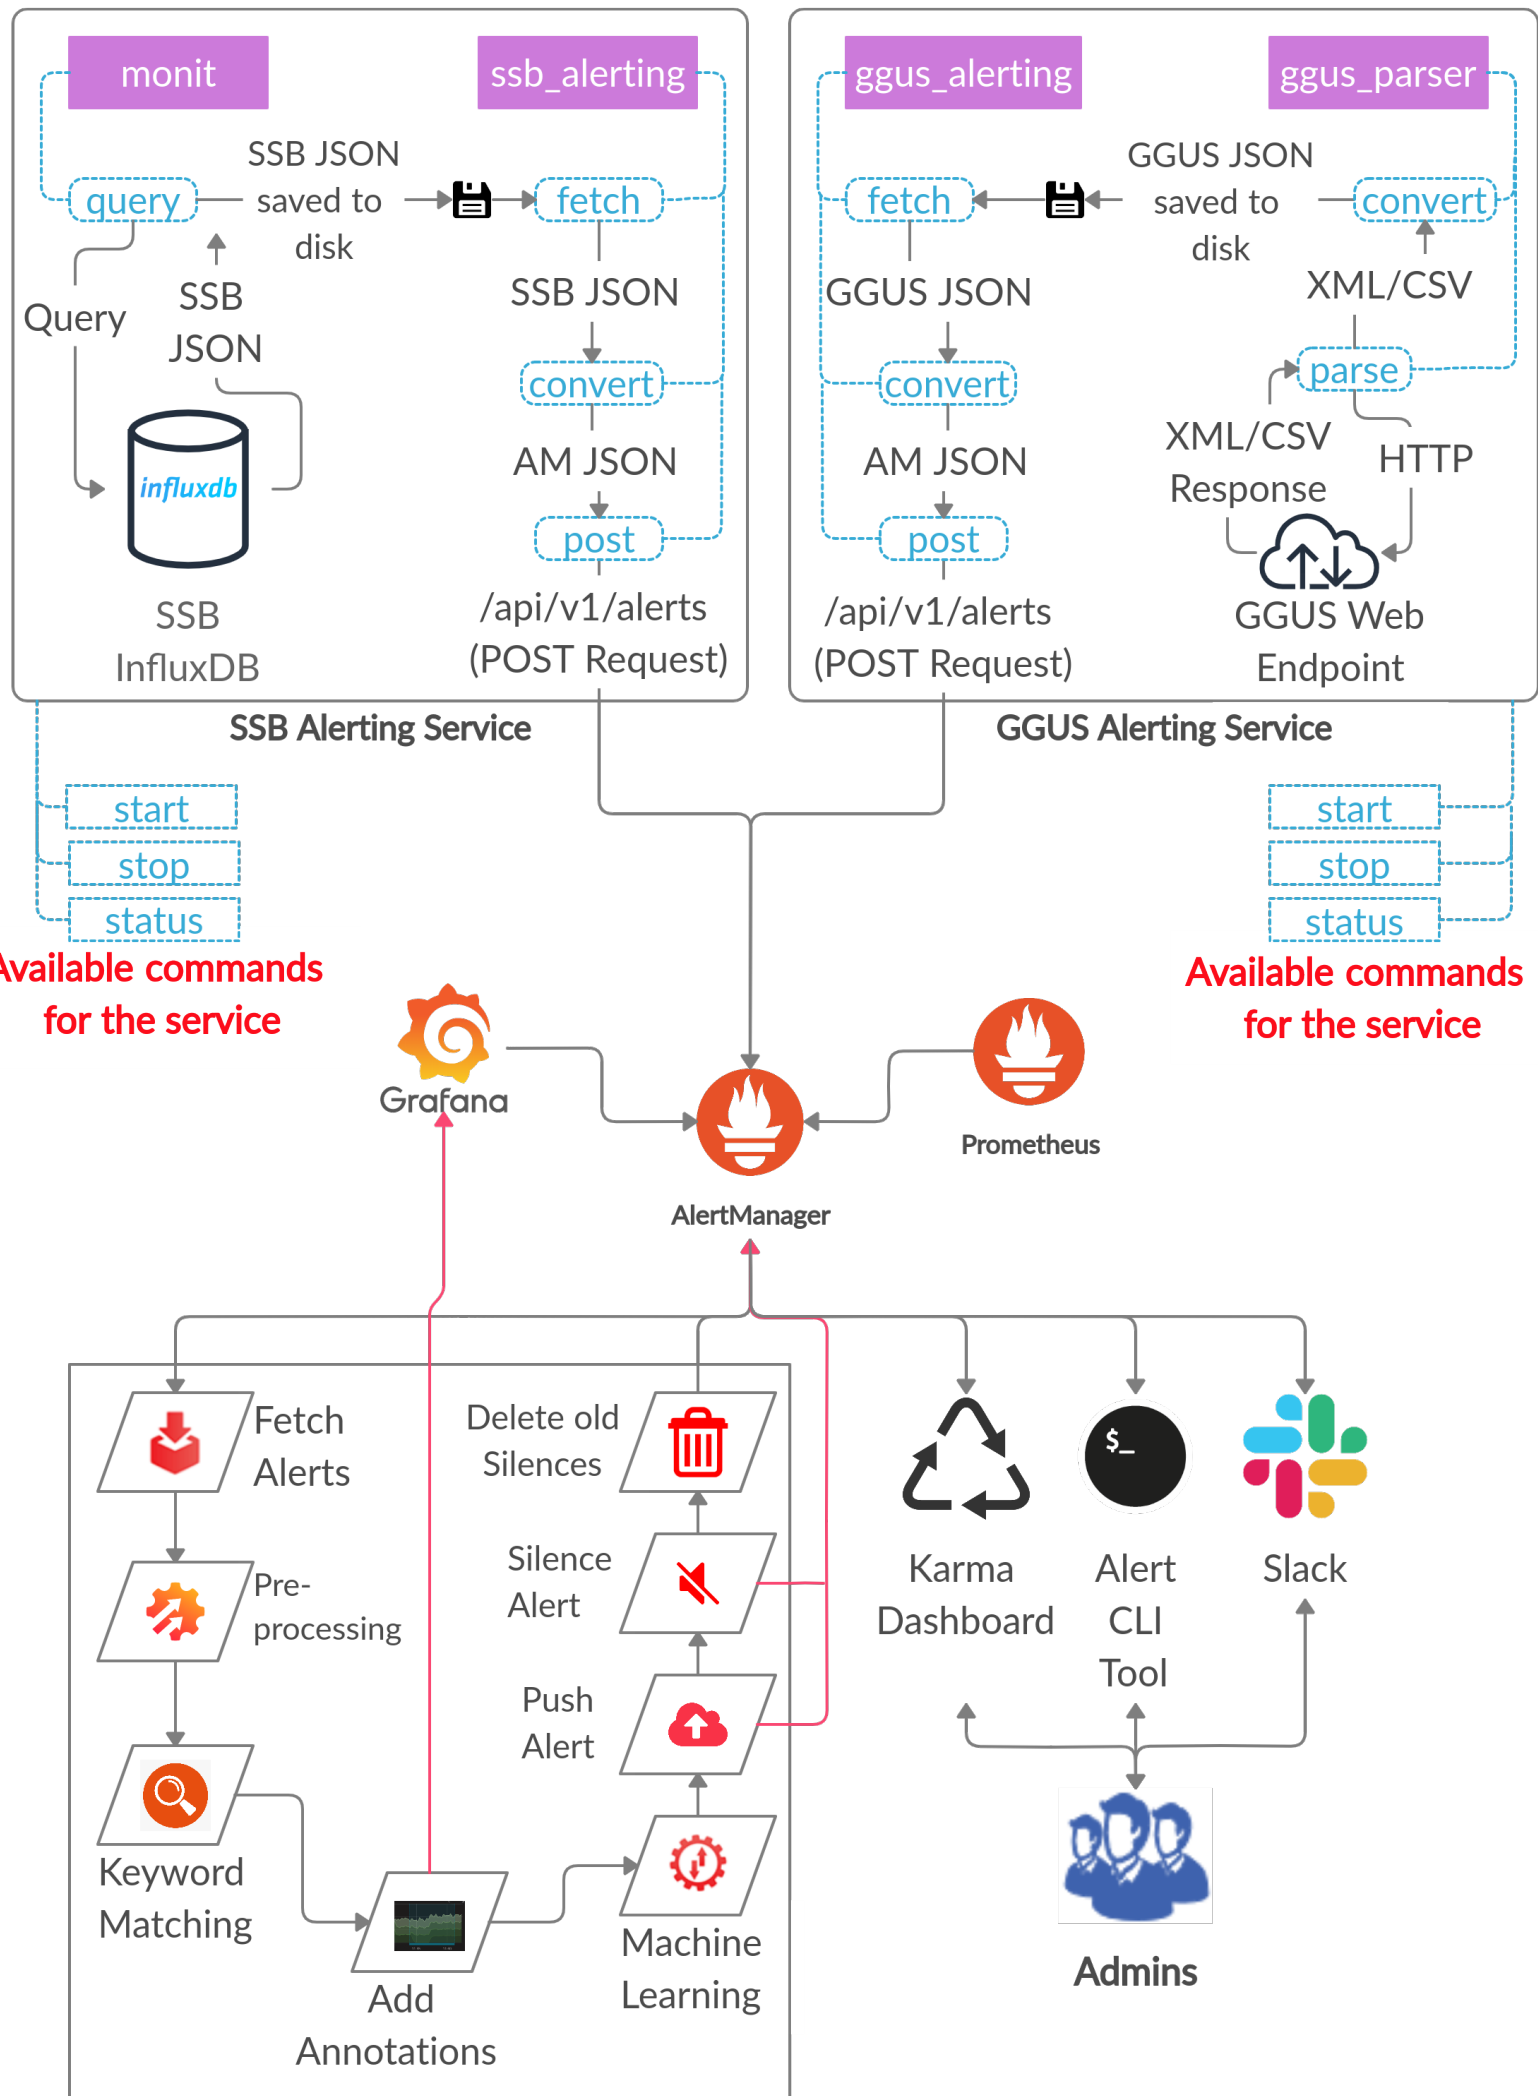 monit
ssb_alerting
SSB JSON
saved to
disk
query
fetch
Query
SSB
JSON
SSB JSON
convert
influxdb
AM JSON
post
SSB
InfluxDB
/api/v1/alerts
(POST Request)
SSB Alerting Service
ggus_alerting
ggus_parser
GGUS JSON
saved to
disk
fetch
convert
GGUS JSON
XML/CSV
convert
parse
XML/CSV
Response
HTTP
AM JSON
post
/api/v1/alerts
(POST Request)
GGUS Web
Endpoint
GGUS Alerting Service
start
stop
status
Available commands
for the service
start
stop
status
Available commands
for the service
Grafana
Prometheus
AlertManager
Fetch
Alerts
Delete old
Silences
Pre-
processing
Silence
Alert
Push
Alert
Keyword
Matching
Add
Annotations
Machine
Learning
$_
Karma
Dashboard
Alert
CLI
Tool
Slack
Admins